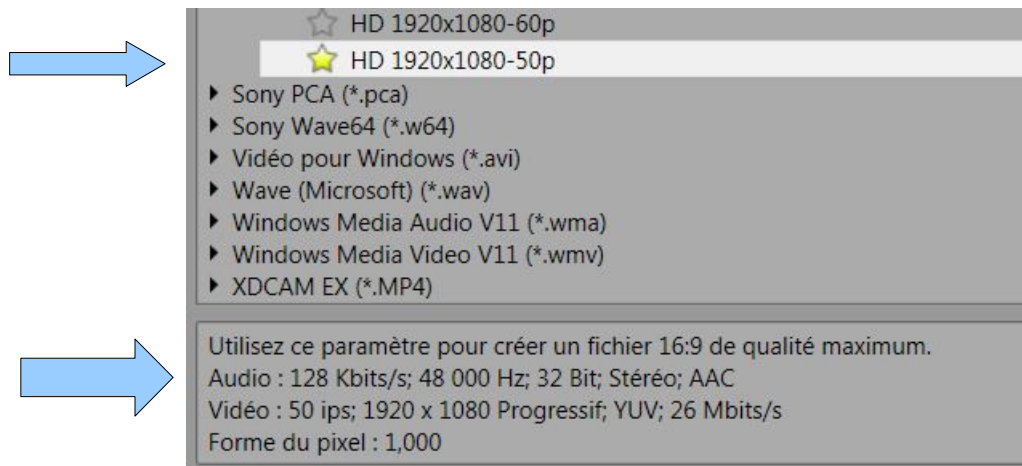 HD 1920x1080-60p
HD 1920x1080-50p
Sony PCA (*.pca)
Sony Wave64 (*.w64)
Vidéo pour Windows (*.avi)
Wave (Microsoft) (*.wav)
Windows Media Audio V11 (*.wma)
Windows Media Video V11 (*.wmv)
XDCAM EX (*.MP4)
Utilisez ce paramètre pour créer un fichier 16:9 de qualité maximum.
Audio : 128 Kbits/s; 48 000 Hz; 32 Bit; Stéréo; AAC
Vidéo : 50 ips; 1920 x 1080 Progressif; YUV; 26 Mbits/s
Forme du pixel : 1,000